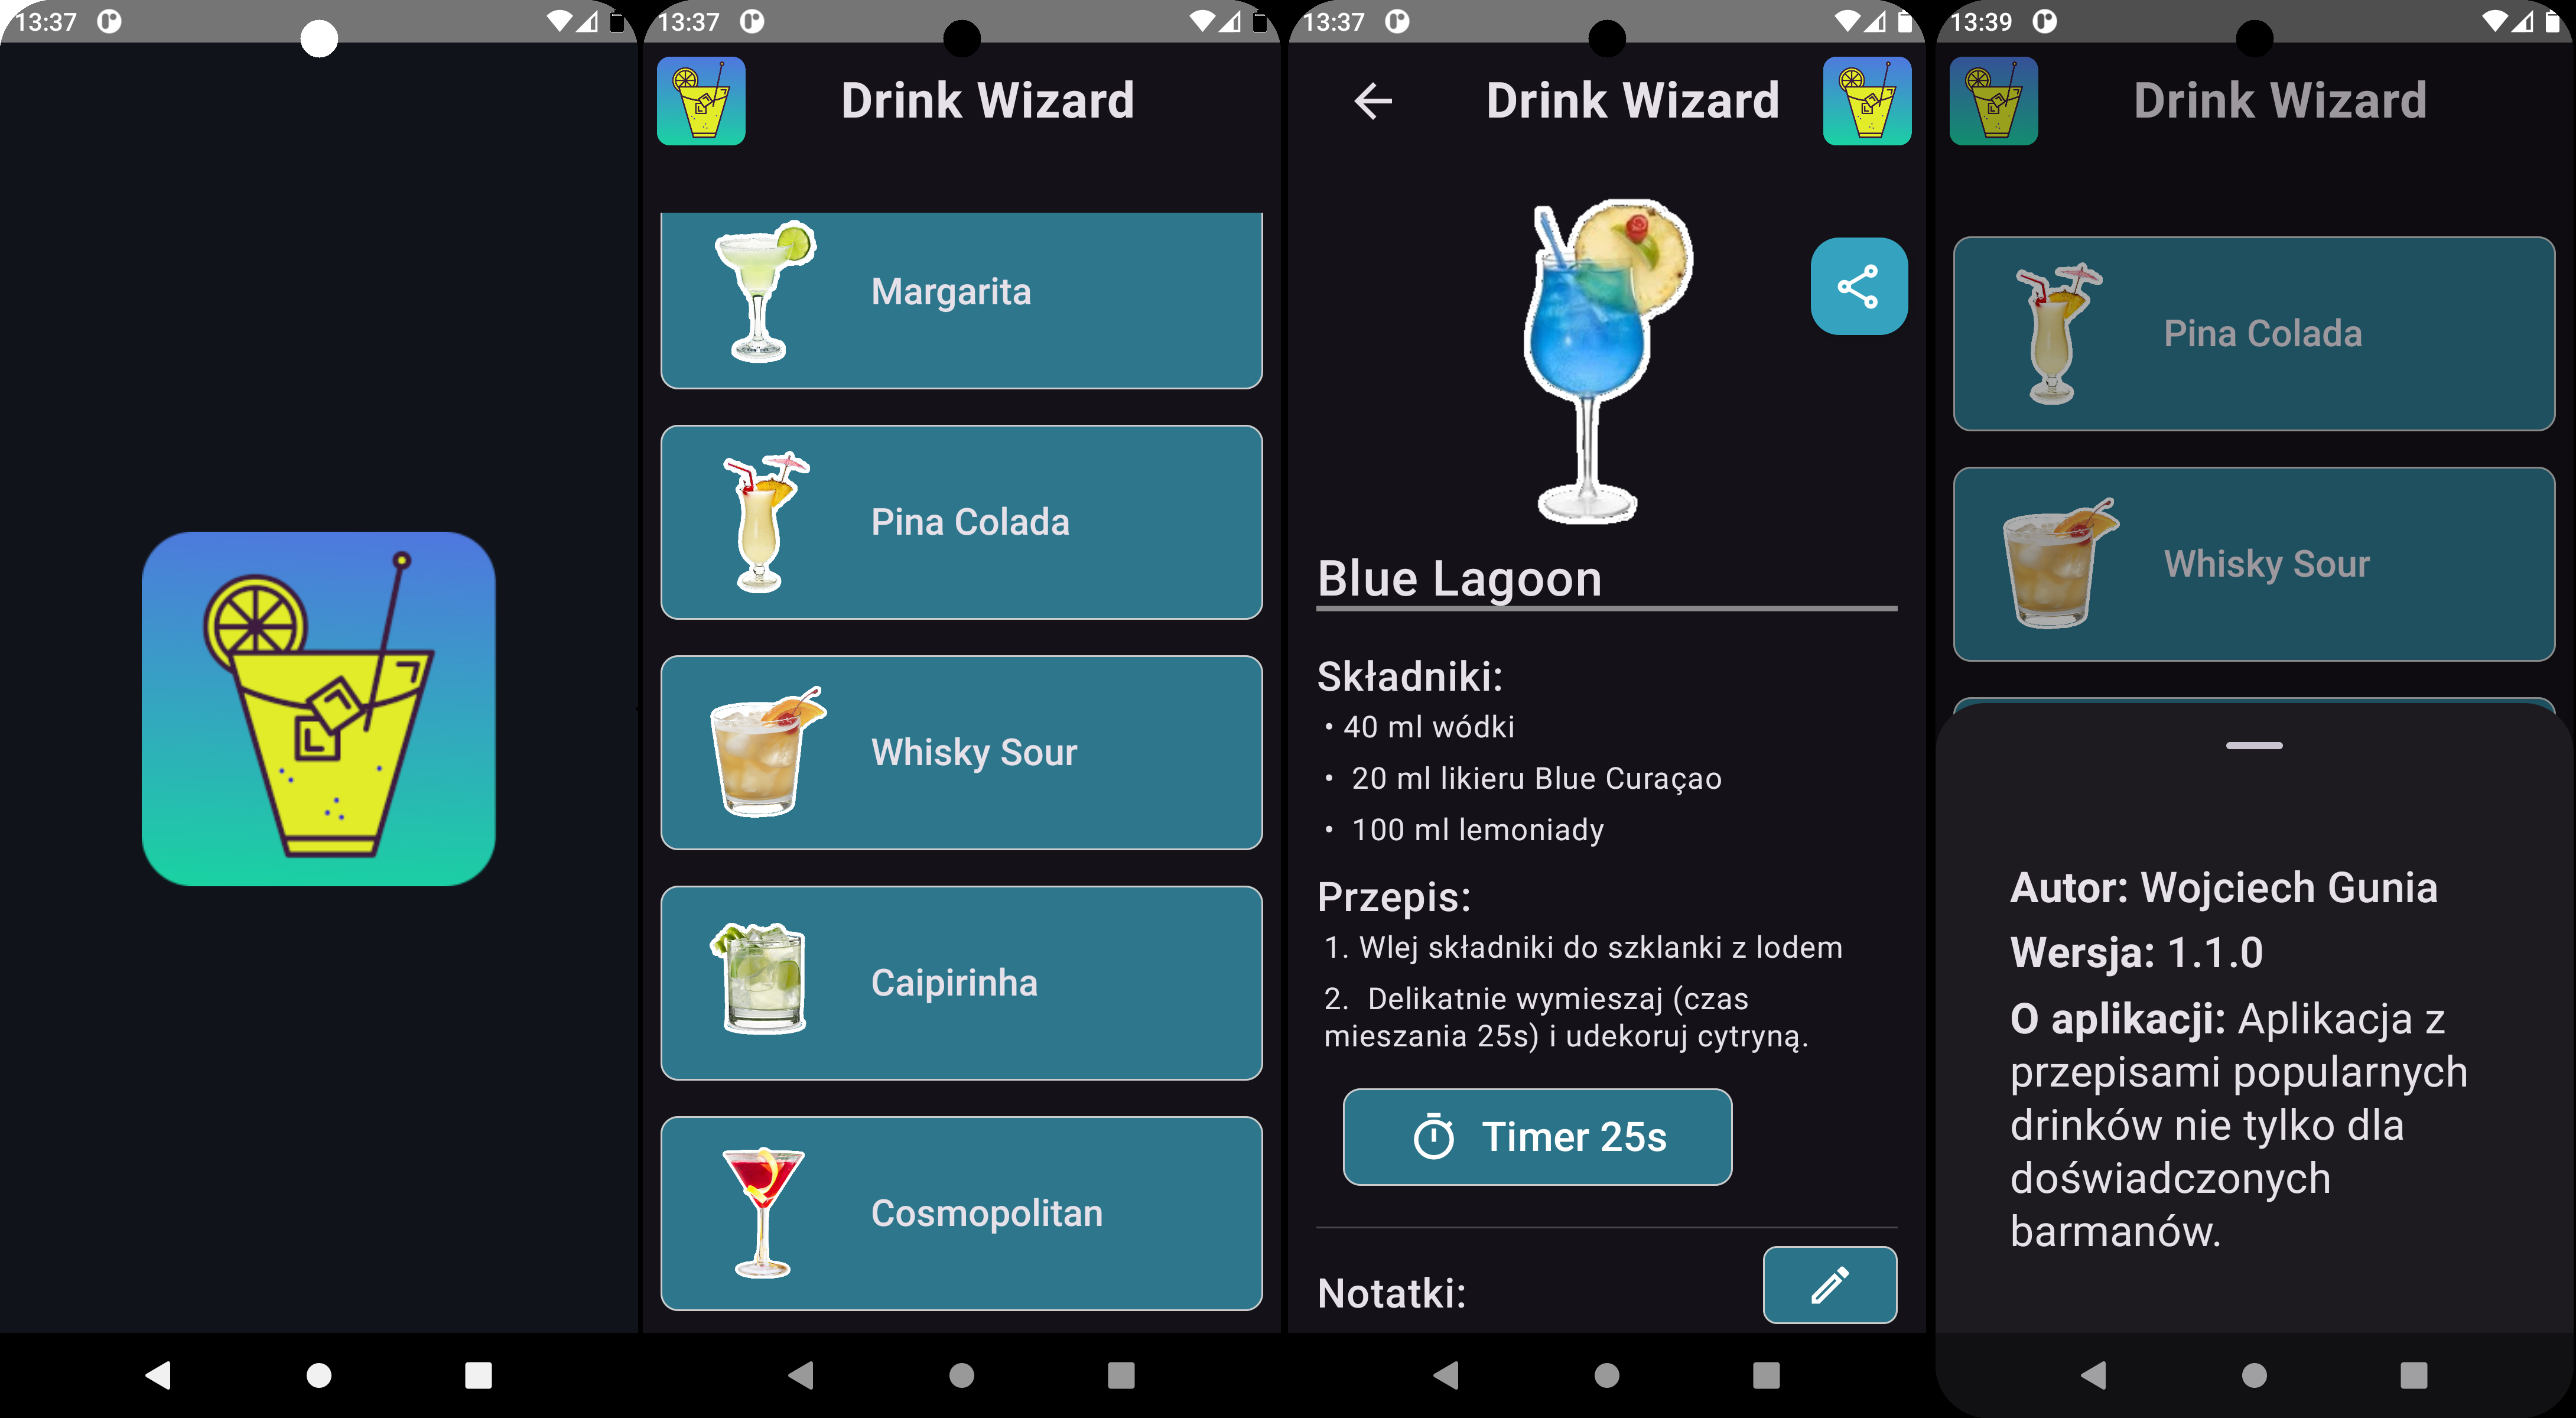 13:37
13:37
Drink Wizard
Margarita
Pina Colada
Whisky Sour
Caipirinha
Cosmopolitan
13:37
Drink Wizard
Blue Lagoon
Składniki:
• 40 ml wódki
• 20 ml likieru Blue Curaçao
• 100 ml lemoniady
Przepis:
1. Wlej składniki do szklanki z lodem
2. Delikatnie wymieszaj (czas
mieszania 25s) i udekoruj cytryną.
Timer 25s
Notatki:
13:39
Drink Wizard
Pina Colada
Whisky Sour
Autor: Wojciech Gunia
Wersja: 1.1.0
O aplikacji: Aplikacja z
przepisami popularnych
drinków nie tylko dla
doświadczonych
barmanów.